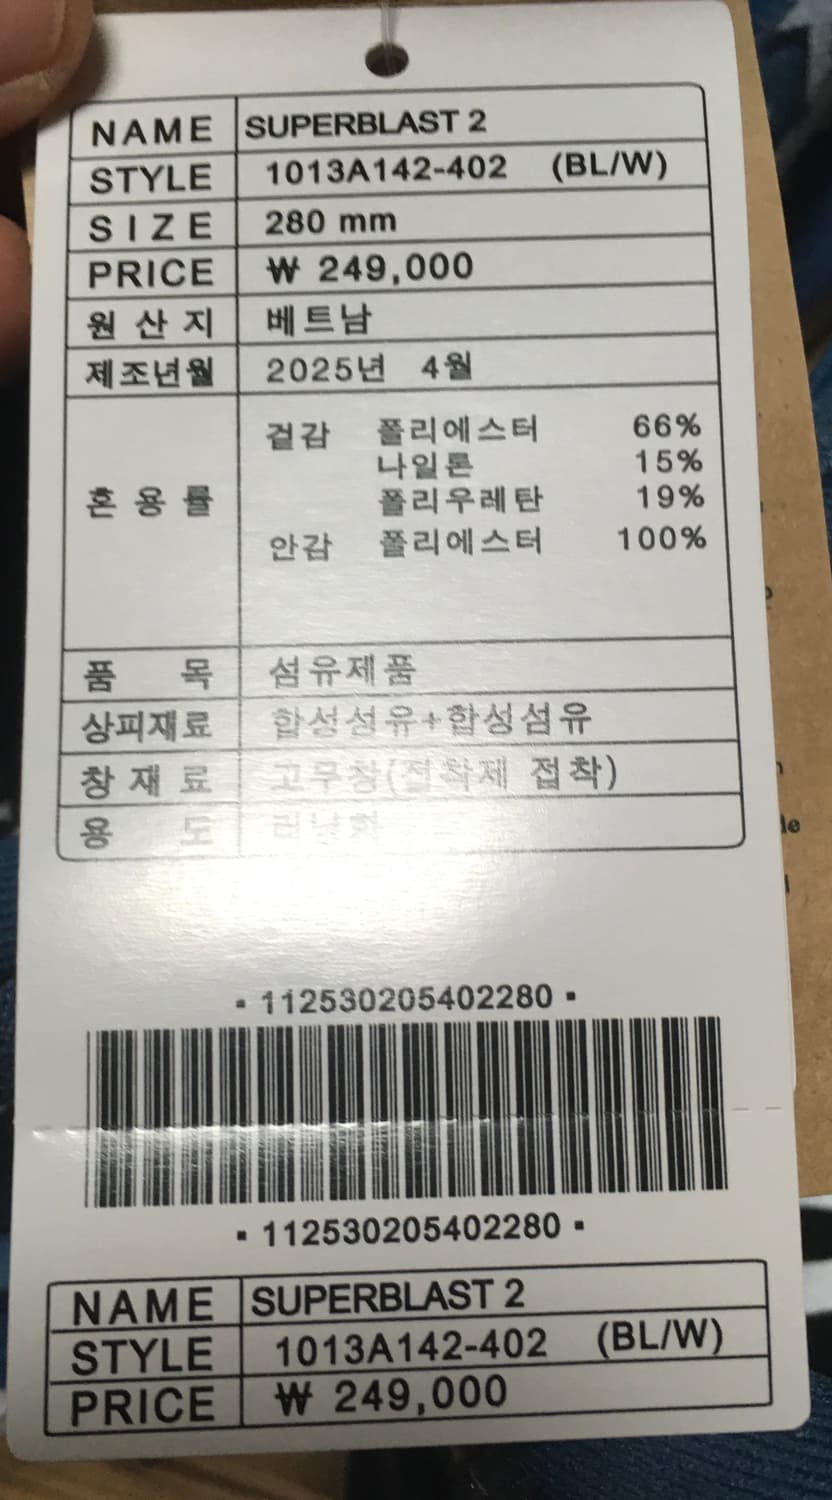 NAME SUPERBLAST 2
STYLE 1013A142-402 (BL/W)
SIZE 280 mm
PRICE ₩ 249,000
원산지 베트남
제조년월 2025년 4월
혼용률
겉감 폴리에스터 66%
나일론 15%
폴리우레탄 19%
안감 폴리에스터 100%
품목 섬유제품
상피재료 합성섬유+합성섬유
창재료 고무창(접착제 접착)
용도 러닝화
▪ 112530205402280 ▪
▪ 112530205402280 ▪
NAME SUPERBLAST 2
STYLE 1013A142-402 (BL/W)
PRICE ₩ 249,000